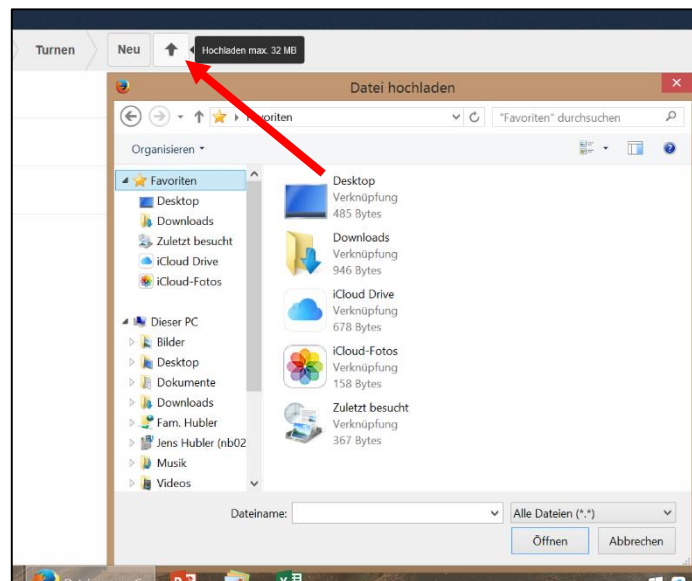 Turnen Neu Hochladen max. 32 MB
Datei hochladen
Favoriten "Favoriten" durchsuchen
Organisieren
Favoriten
Desktop
Downloads
Zuletzt besucht
iCloud Drive
iCloud-Fotos
Dieser PC
Bilder
Desktop
Dokumente
Downloads
Fam. Hubler
Jens Hubler (nb02
Musik
Videos
Desktop
Verknüpfung
485 Bytes
Downloads
Verknüpfung
946 Bytes
iCloud Drive
Verknüpfung
678 Bytes
iCloud-Fotos
Verknüpfung
158 Bytes
Zuletzt besucht
Verknüpfung
367 Bytes
Dateiname: Alle Dateien (*.*)
Öffnen Abbrechen